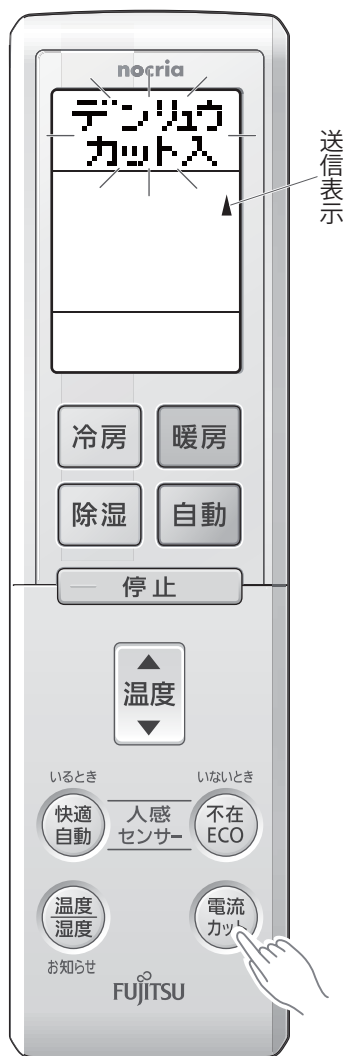 nocria
デンリュウ
カット入
送信表示
冷房
暖房
除湿
自動
停止
温度
いるとき
いないとき
快適
自動
人感
センサー
不在
ECO
温度
湿度
電流
カット
お知らせ
FUJITSU